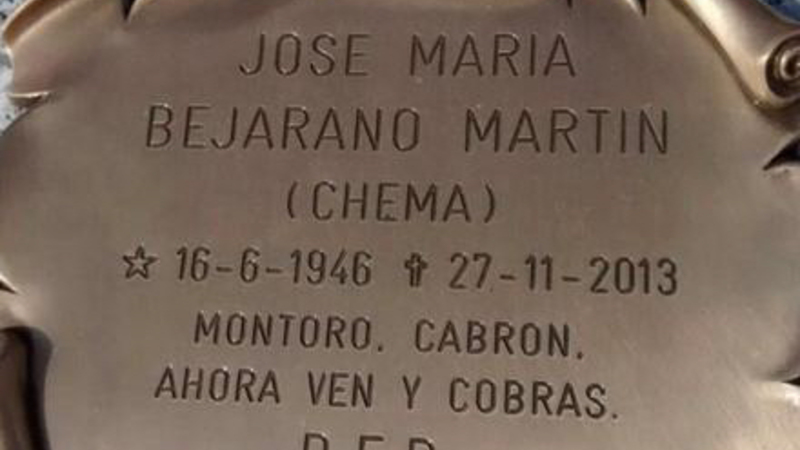 JOSE MARIA
BEJARANO MARTIN
(CHEMA)
☆ 16-6-1946 ✝ 27-11-2013
MONTORO. CABRON.
AHORA VEN Y COBRAS.